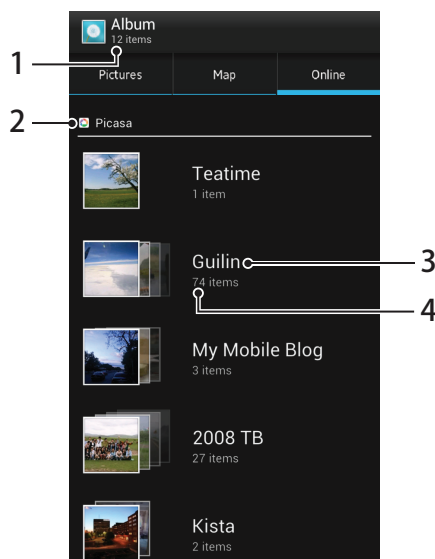 Album
12 items
1
Pictures Map Online
2
Picasa
Teatime
1 item
Guilin
3
74 items
4
My Mobile Blog
3 items
2008 TB
27 items
Kista
2 items